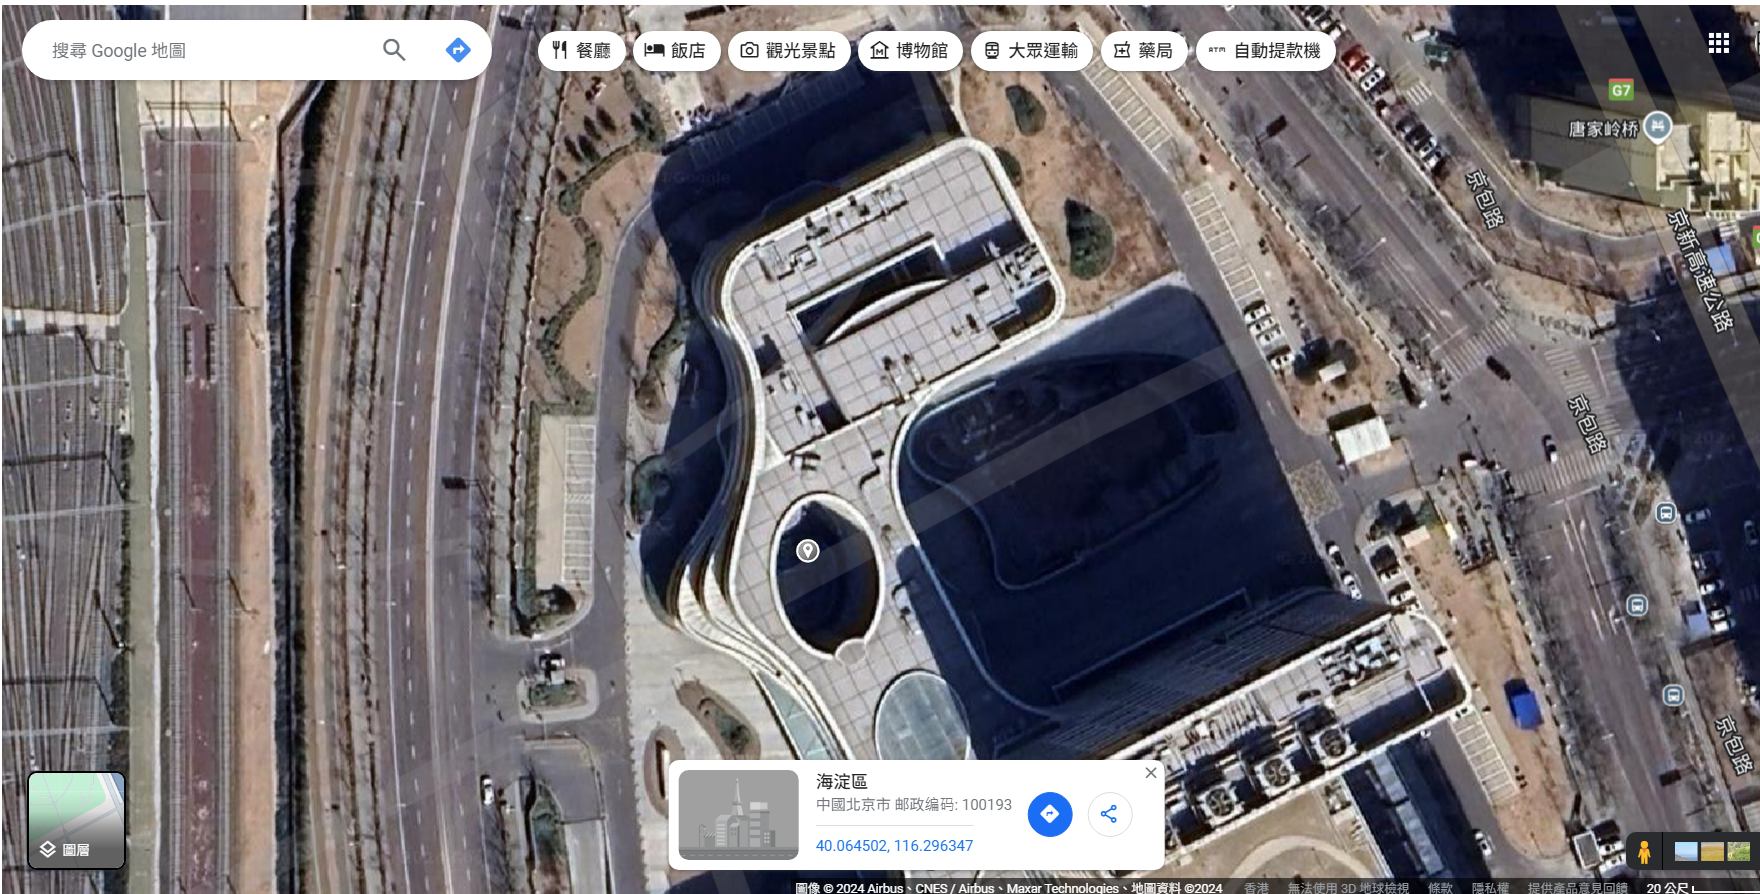 搜尋 Google 地圖
餐廳
飯店
觀光景點
博物館
大眾運輸
藥局
ATM
自動提款機
G7
唐家岭桥
京包路
京新高速公路
京包路
京包路
Google
海淀區
中國北京市 邮政编码: 100193
40.064502, 116.296347
圖層
圖像 © 2024 Airbus、CNES / Airbus、Maxar Technologies、地圖資料 ©2024
香港
無法使用 3D 地球檢視
條款
隱私權
提供產品意見回饋
20 公尺